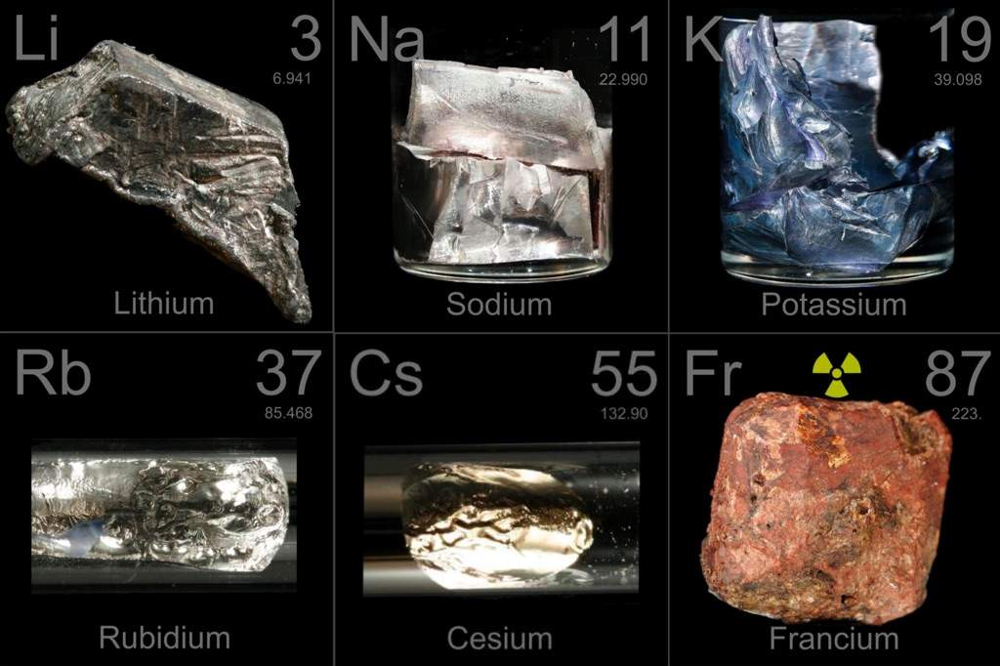 Li 3
6.941
Lithium
Na 11
22.990
Sodium
K 19
39.098
Potassium
Rb 37
85.468
Rubidium
Cs 55
132.90
Cesium
Fr 87
223.
Francium